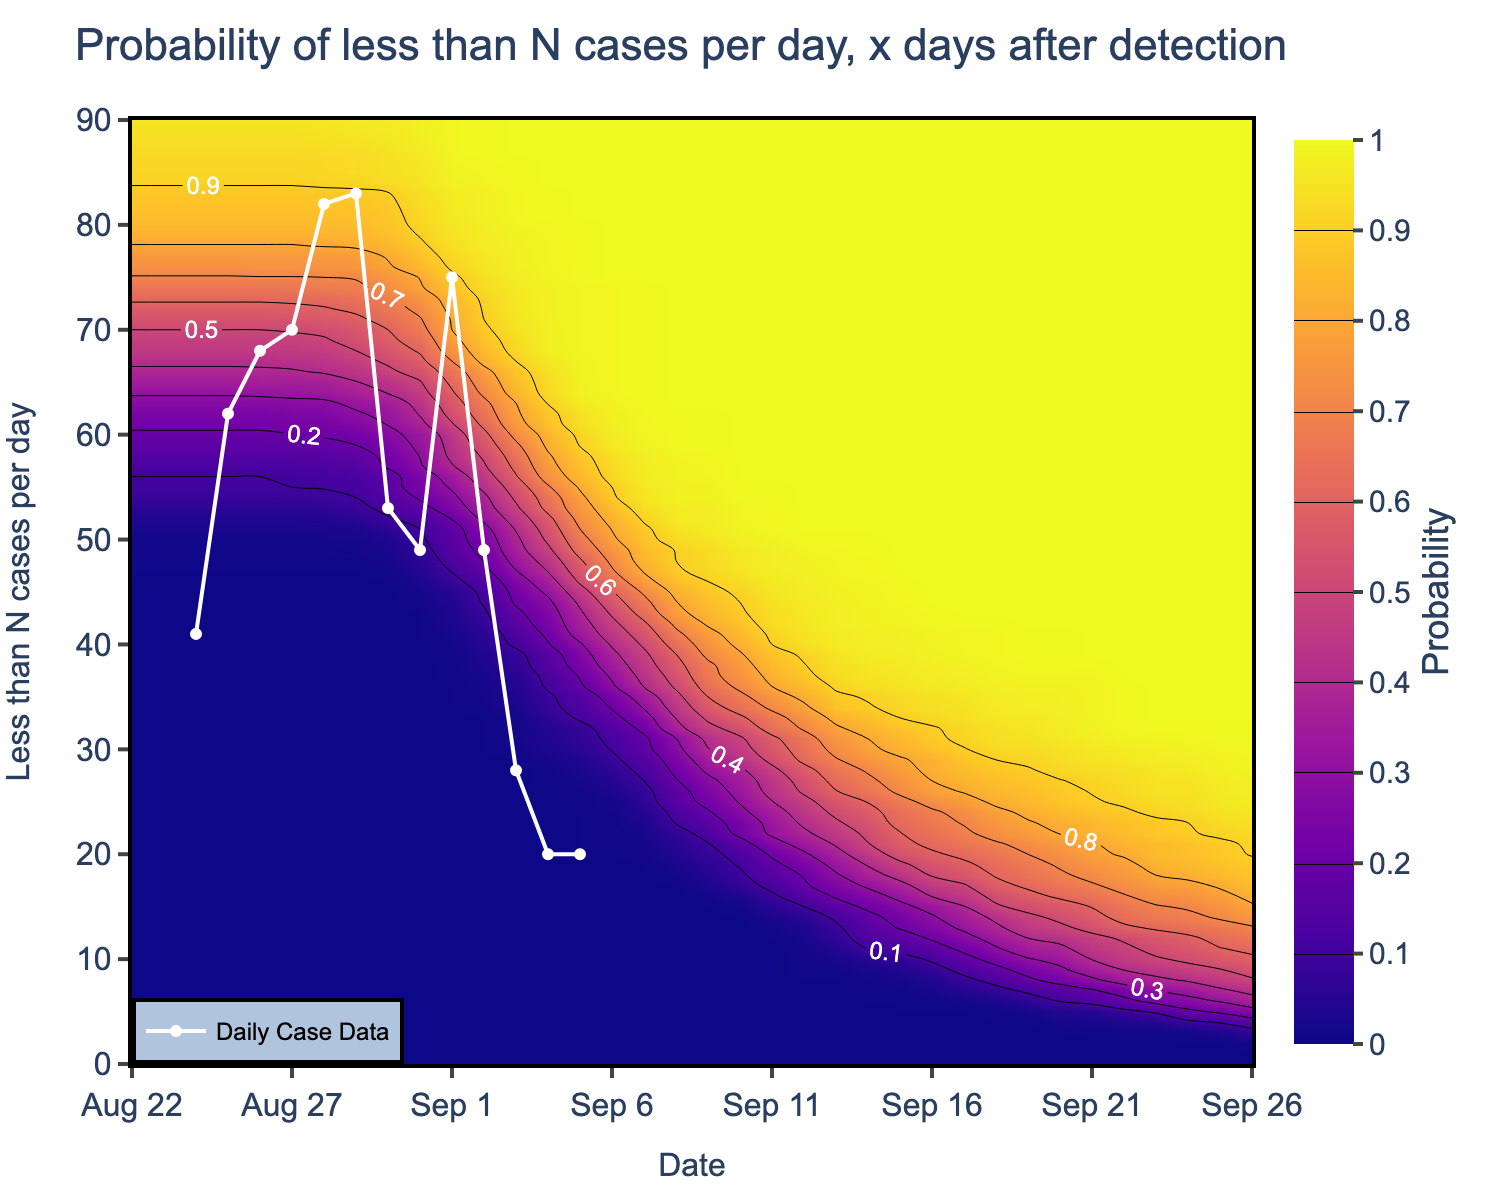 Probability of less than N cases per day, x days after detection
Less than N cases per day
90
80
70
60
50
40
30
20
10
0
0.9
0.7
0.5
0.2
0.6
0.4
0.8
0.1
0.3
Daily Case Data
Aug 22
Aug 27
Sep 1
Sep 6
Sep 11
Sep 16
Sep 21
Sep 26
Date
1
0.9
0.8
0.7
0.6
0.5
0.4
0.3
0.2
0.1
0
Probability